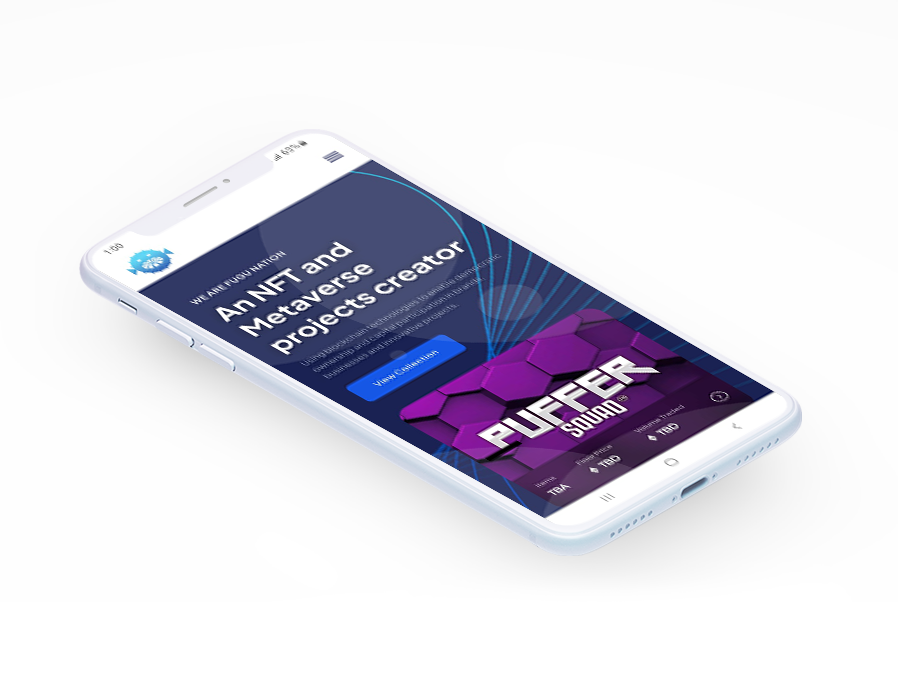 1:00
63%
WE ARE FUGU NATION
An NFT and
Metaverse
projects creator
Using blockchain technologies to enable democratic
ownership and capital participation in brands,
businesses and innovative projects.
View Collection
PUFFER
SQUAD
Items
TBA
Fixed Price
TBD
Volume Traded
TBD